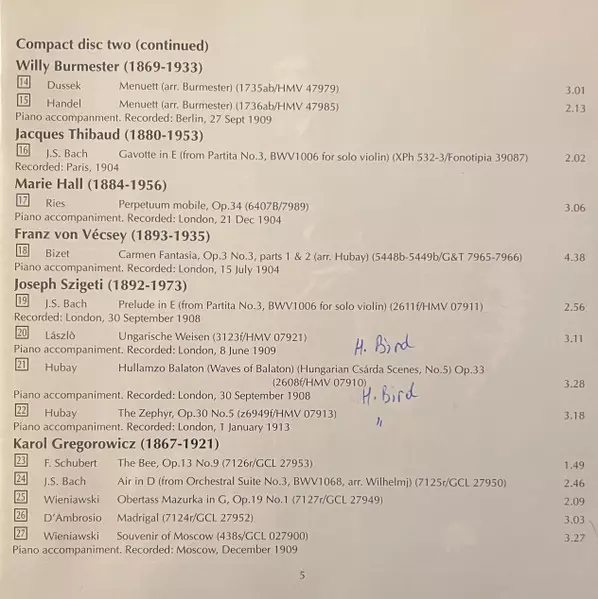 Compact disc two (continued)
Willy Burmester (1869-1933)
14 Dussek Menuett (arr. Burmester) (1735ab/HMV 47979) 3.01
15 Handel Menuett (arr. Burmester) (1736ab/HMV 47985) 2.13
Piano accompanment. Recorded: Berlin, 27 Sept 1909
Jacques Thibaud (1880-1953)
16 J.S. Bach Gavotte in E (from Partita No.3, BWV1006 for solo violin) (XPh 532-3/Fonotipia 39087) 2.02
Recorded: Paris, 1904
Marie Hall (1884-1956)
17 Ries Perpetuum mobile, Op.34 (6407B/7989) 3.06
Piano accompaniment. Recorded: London, 21 Dec 1904
Franz von Vécsey (1893-1935)
18 Bizet Carmen Fantasia, Op.3 No.3, parts 1 & 2 (arr. Hubay) (5448b-5449b/G&T 7965-7966) 4.38
Piano accompaniment. Recorded: London, 15 July 1904
Joseph Szigeti (1892-1973)
19 J.S. Bach Prelude in E (from Partita No.3, BWV1006 for solo violin) (2611f/HMV 07911) 2.56
Recorded: London, 30 September 1908
20 Lászlò Ungarische Weisen (3123f/HMV 07921) 3.11
Piano accompaniment. Recorded: London, 8 June 1909 H. Bird
21 Hubay Hullamzo Balaton (Waves of Balaton) (Hungarian Csárda Scenes, No.5) Op.33
(2608f/HMV 07910) 3.28
Piano accompaniment. Recorded: London, 30 September 1908 H. Bird
22 Hubay The Zephyr, Op.30 No.5 (z6949f/HMV 07913) 3.18
Piano accompaniment. Recorded: London, 1 January 1913 "
Karol Gregorowicz (1867-1921)
23 F. Schubert The Bee, Op.13 No.9 (7126r/GCL 27953) 1.49
24 J.S. Bach Air in D (from Orchestral Suite No.3, BWV1068, arr. Wilhelmj) (7125r/GCL 27950) 2.46
25 Wieniawski Obertass Mazurka in G, Op.19 No.1 (7127r/GCL 27949) 2.09
26 D'Ambrosio Madrigal (7124r/GCL 27952) 3.03
27 Wieniawski Souvenir of Moscow (438s/GCL 027900) 3.27
Piano accompaniment. Recorded: Moscow, December 1909
5